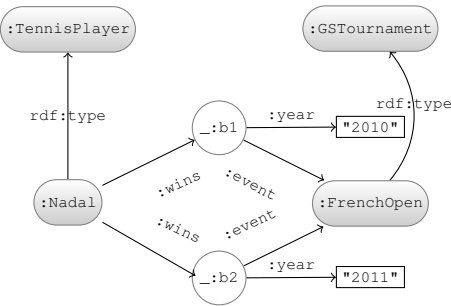 :TennisPlayer
:GSTournament
rdf:type
rdf:type
:year
_:b1
"2010"
:wins
:event
:Nadal
:FrenchOpen
:wins
:event
:year
_:b2
"2011"